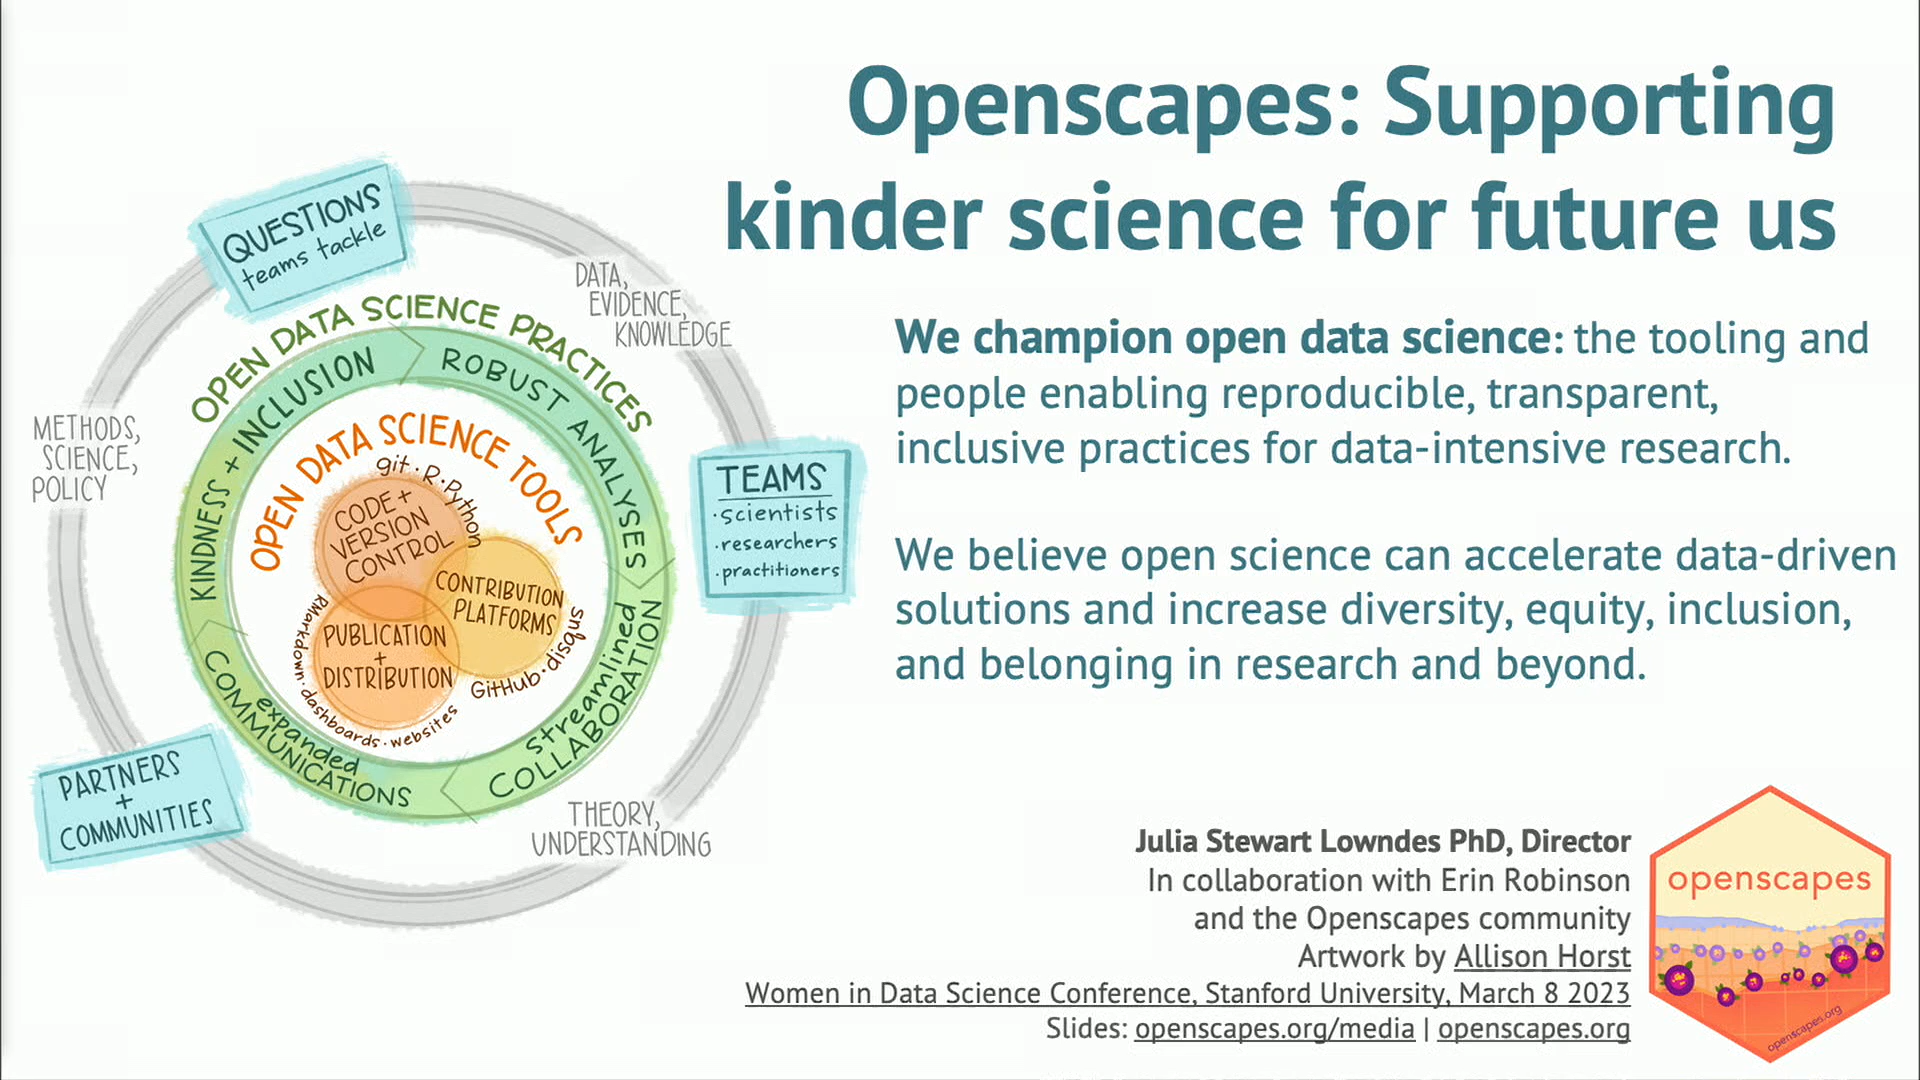 Openscapes: Supporting
kinder science for future us
We champion open data science: the tooling and
people enabling reproducible, transparent,
inclusive practices for data-intensive research.
We believe open science can accelerate data-driven
solutions and increase diversity, equity, inclusion,
and belonging in research and beyond.
QUESTIONS
teams tackle
DATA,
EVIDENCE,
KNOWLEDGE
OPEN DATA SCIENCE PRACTICES
KINDNESS + INCLUSION
ROBUST ANALYSES
METHODS,
SCIENCE,
POLICY
OPEN DATA SCIENCE TOOLS
git · R · Python
CODE +
VERSION
CONTROL
TEAMS
· scientists
· researchers
· practitioners
CONTRIBUTION
PLATFORMS
GitHub · disqus
PUBLICATION
+
DISTRIBUTION
RMarkdown · dashboards · websites
streamlined
COLLABORATION
expanded
COMMUNICATIONS
PARTNERS
+
COMMUNITIES
THEORY,
UNDERSTANDING
Julia Stewart Lowndes PhD, Director
In collaboration with Erin Robinson
and the Openscapes community
Artwork by Allison Horst
Women in Data Science Conference, Stanford University, March 8 2023
Slides: openscapes.org/media | openscapes.org
openscapes
openscapes.org